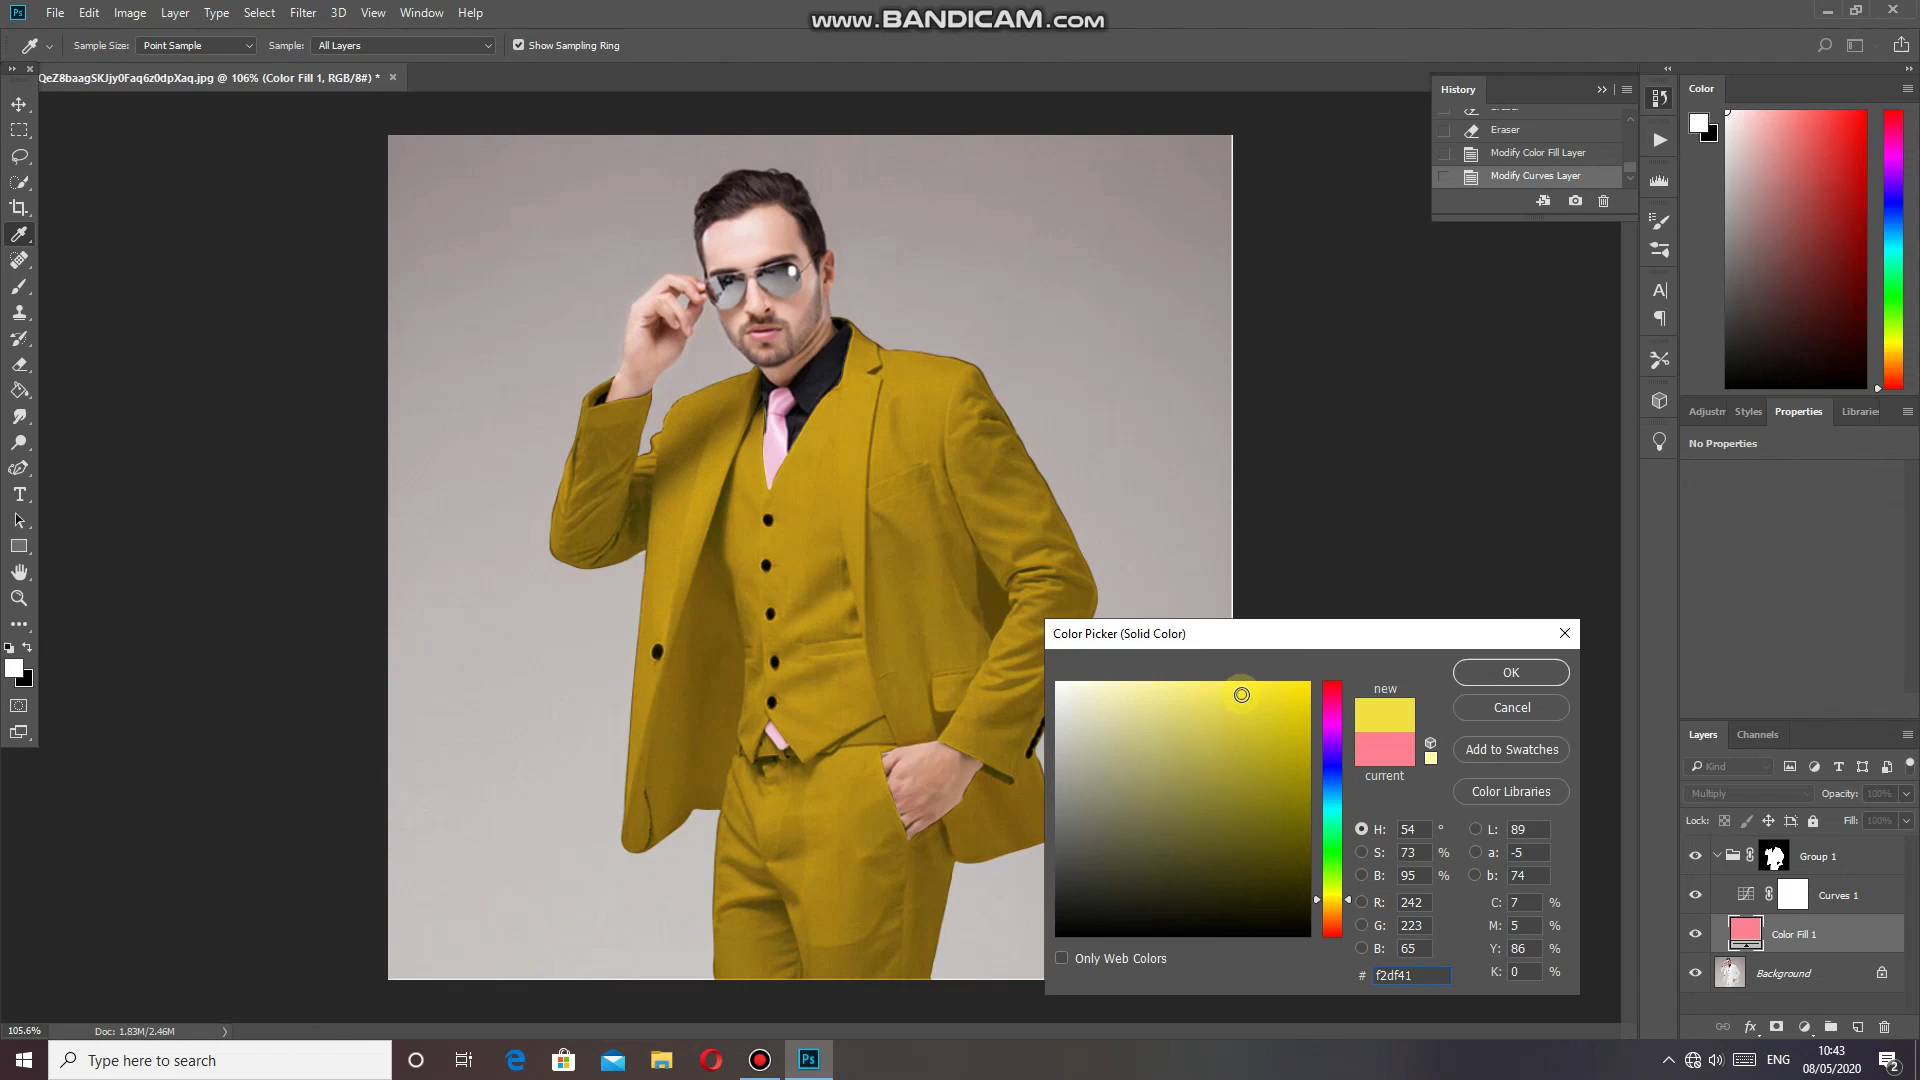 www.BANDICAM.com
Ps File Edit Image Layer Type Select Filter 3D View Window Help
Sample Size: Point Sample Sample: All Layers Show Sampling Ring
QeZ8baagSKJjy0Faq6z0dpXaq.jpg @ 106% (Color Fill 1, RGB/8#) *
History
Eraser
Eraser
Modify Color Fill Layer
Modify Curves Layer
Color
Adjustm Styles Properties Librarie
No Properties
Color Picker (Solid Color)
new
current
OK
Cancel
Add to Swatches
Color Libraries
H: 54 ° L: 89
S: 73 % a: -5
B: 95 % b: 74
R: 242 C: 7 %
G: 223 M: 5 %
B: 65 Y: 86 %
# f2df41 K: 0 %
Only Web Colors
Layers Channels
Kind
Multiply Opacity: 100%
Lock: Fill: 100%
Group 1
Curves 1
Color Fill 1
Background
105.6% Doc: 1.83M/2.46M
Type here to search
Ps
ENG
10:43
08/05/2020
2